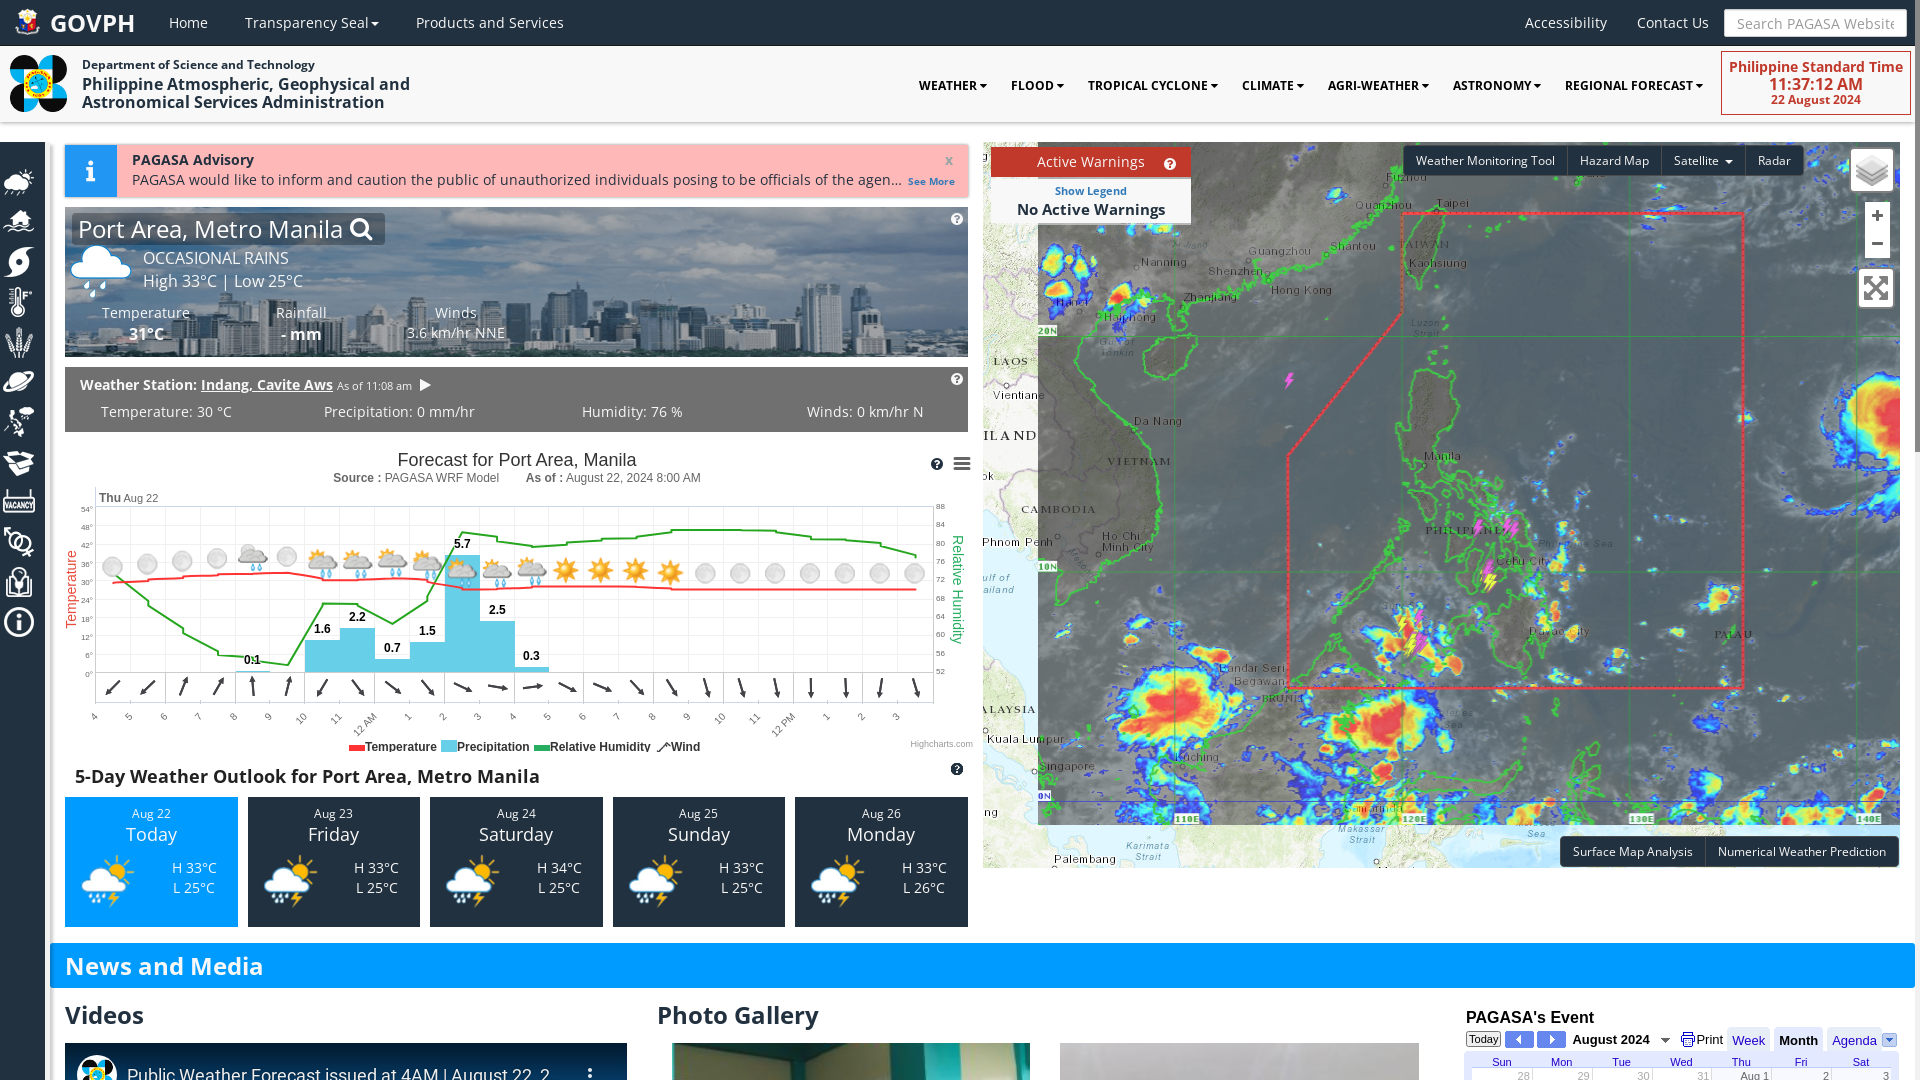 GOVPH
Home
Transparency Seal
Products and Services
Accessibility
Contact Us
Search PAGASA Website
Department of Science and Technology
Philippine Atmospheric, Geophysical and
Astronomical Services Administration
WEATHER
FLOOD
TROPICAL CYCLONE
CLIMATE
AGRI-WEATHER
ASTRONOMY
REGIONAL FORECAST
Philippine Standard Time
11:37:12 AM
22 August 2024
PAGASA Advisory
x
PAGASA would like to inform and caution the public of unauthorized individuals posing to be officials of the agen... See More
Port Area, Metro Manila
OCCASIONAL RAINS
High 33°C | Low 25°C
Temperature
31°C
Rainfall
- mm
Winds
3.6 km/hr NNE
Weather Station: Indang, Cavite Aws As of 11:08 am
Temperature: 30 °C
Precipitation: 0 mm/hr
Humidity: 76 %
Winds: 0 km/hr N
Forecast for Port Area, Manila
Source : PAGASA WRF Model As of : August 22, 2024 8:00 AM
Thu Aug 22
Temperature
54°
48°
42°
36°
30°
24°
18°
12°
6°
0°
Relative Humidity
88
84
80
76
72
68
64
60
56
52
0.1
1.6
2.2
0.7
1.5
5.7
2.5
0.3
4 5 6 7 8 9 10 11 12 AM 1 2 3 4 5 6 7 8 9 10 11 12 PM 1 2 3
Temperature Precipitation Relative Humidity Wind
Highcharts.com
5-Day Weather Outlook for Port Area, Metro Manila
Aug 22
Today
H 33°C
L 25°C
Aug 23
Friday
H 33°C
L 25°C
Aug 24
Saturday
H 34°C
L 25°C
Aug 25
Sunday
H 33°C
L 25°C
Aug 26
Monday
H 33°C
L 26°C
VACANCY
Active Warnings
Show Legend
No Active Warnings
Weather Monitoring Tool
Hazard Map
Satellite
Radar
+
−
Fuzhou
Quanzhou
Taipei
TAIWAN
Kaohsiung
Shantou
Guangzhou
Shenzhen
Hong Kong
Nanning
Zhanjiang
Hanoi
Haiphong
Gulf of
Tonkin
Luzon
Strait
20N
LAOS
Vientiane
Da Nang
VIETNAM
CAMBODIA
Phnom Penh
Ho Chi
Minh City
Manila
PHILIPPINES
Cebu City
Davao City
PALAU
10N
Bandar Seri
Begawan
BRUNEI
Kuala Lumpur
Kuching
Singapore
Samarinda
0N
110E
120E
130E
140E
Makassar
Strait
Karimata
Strait
Palembang
Surface Map Analysis
Numerical Weather Prediction
News and Media
Videos
Photo Gallery
Public Weather Forecast issued at 4AM | August 22, 2
PAGASA's Event
Today
August 2024
Print
Week
Month
Agenda
Sun Mon Tue Wed Thu Fri Sat
28 29 30 31 Aug 1 2 3